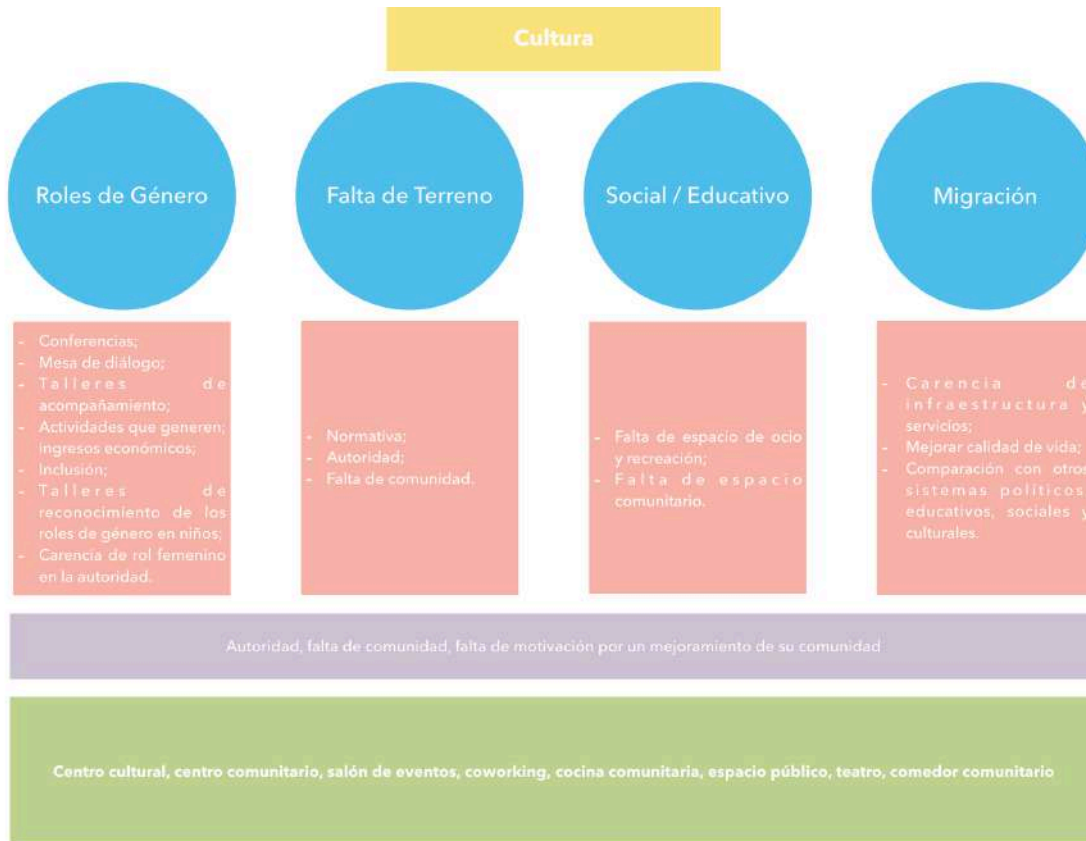 Cultura
Roles de Género
Falta de Terreno
Social / Educativo
Migración
- Conferencias;
- Mesa de diálogo;
- Talleres de
acompañamiento;
- Actividades que generen;
ingresos económicos;
- Inclusión;
- Talleres de
reconocimiento de los
roles de género en niños;
- Carencia de rol femenino
en la autoridad.
- Normativa;
- Autoridad;
- Falta de comunidad.
- Falta de espacio de ocio
y recreación;
- Falta de espacio
comunitario.
- Carencia de
infraestructura y
servicios;
- Mejorar calidad de vida;
- Comparación con otros
sistemas políticos,
educativos, sociales y
culturales.
Autoridad, falta de comunidad, falta de motivación por un mejoramiento de su comunidad
Centro cultural, centro comunitario, salón de eventos, coworking, cocina comunitaria, espacio público, teatro, comedor comunitario